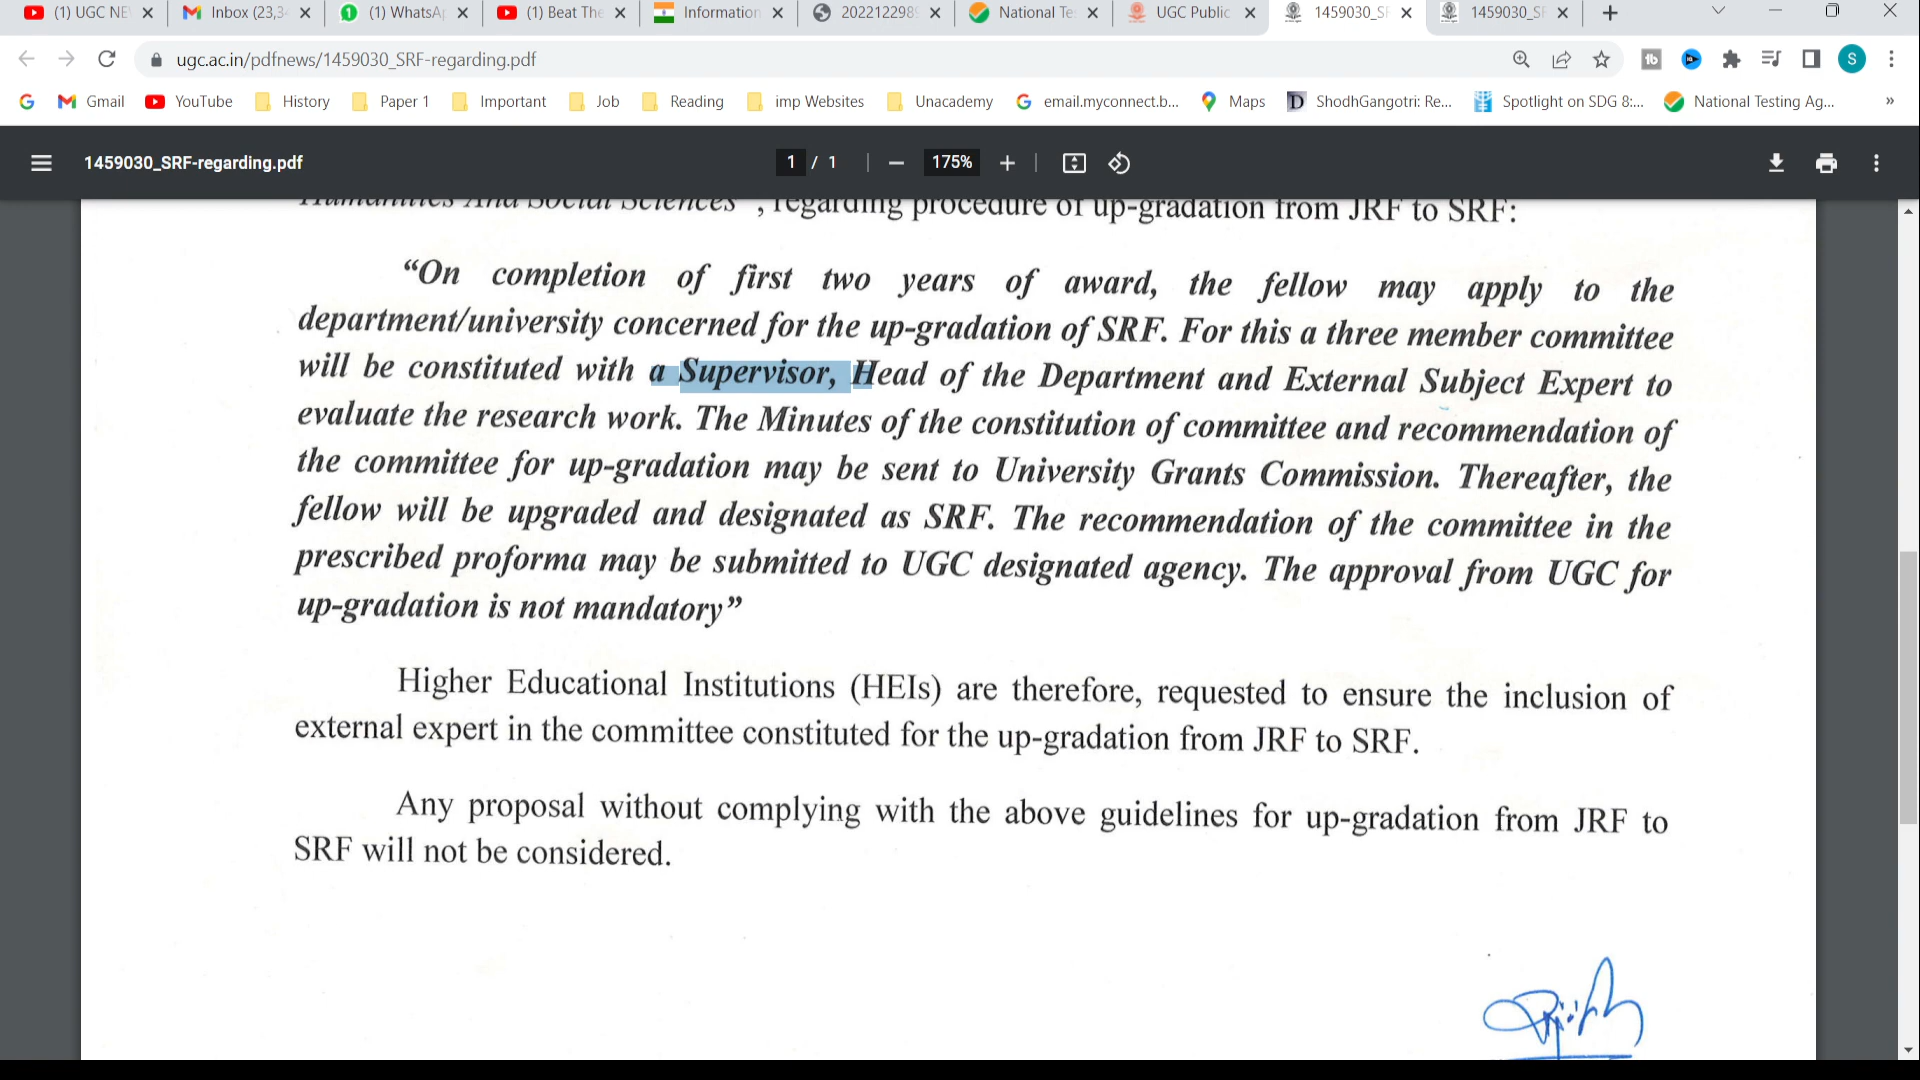 (1) UGC NE
Inbox (23,3
(1) WhatsA
(1) Beat The
Information
2022122989
National Te
UGC Public
1459030_SR
1459030_SR
ugc.ac.in/pdfnews/1459030_SRF-regarding.pdf
S
Gmail
YouTube
History
Paper 1
Important
Job
Reading
imp Websites
Unacademy
email.myconnect.b...
Maps
ShodhGangotri: Re...
Spotlight on SDG 8:...
National Testing Ag...
»
1459030_SRF-regarding.pdf
1 / 1
175%
Humanities And Social Sciences", regarding procedure of up-gradation from JRF to SRF:
“On completion of first two years of award, the fellow may apply to the
department/university concerned for the up-gradation of SRF. For this a three member committee
will be constituted with a Supervisor, Head of the Department and External Subject Expert to
evaluate the research work. The Minutes of the constitution of committee and recommendation of
the committee for up-gradation may be sent to University Grants Commission. Thereafter, the
fellow will be upgraded and designated as SRF. The recommendation of the committee in the
prescribed proforma may be submitted to UGC designated agency. The approval from UGC for
up-gradation is not mandatory”
Higher Educational Institutions (HEIs) are therefore, requested to ensure the inclusion of
external expert in the committee constituted for the up-gradation from JRF to SRF.
Any proposal without complying with the above guidelines for up-gradation from JRF to
SRF will not be considered.